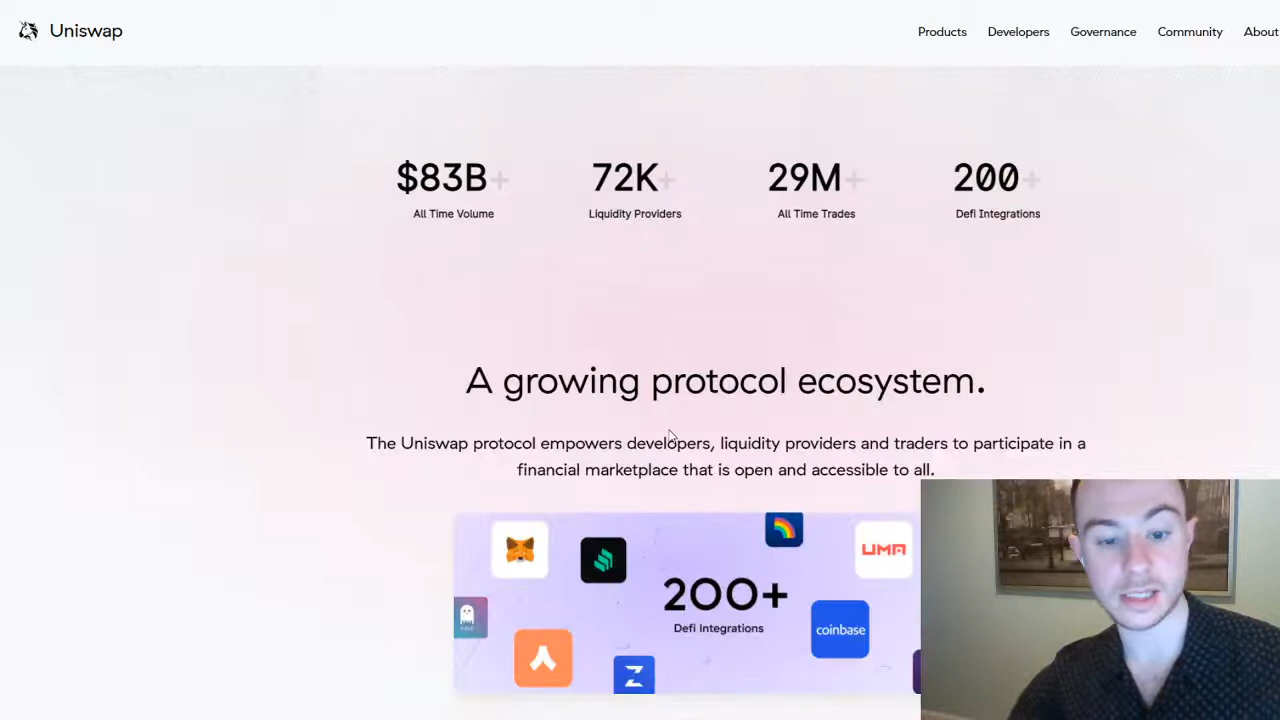 Uniswap
Products Developers Governance Community About
$83B+ 72K+ 29M+ 200+
All Time Volume Liquidity Providers All Time Trades Defi Integrations
A growing protocol ecosystem.
The Uniswap protocol empowers developers, liquidity providers and traders to participate in a
financial marketplace that is open and accessible to all.
UMA
200+
Defi Integrations
coinbase